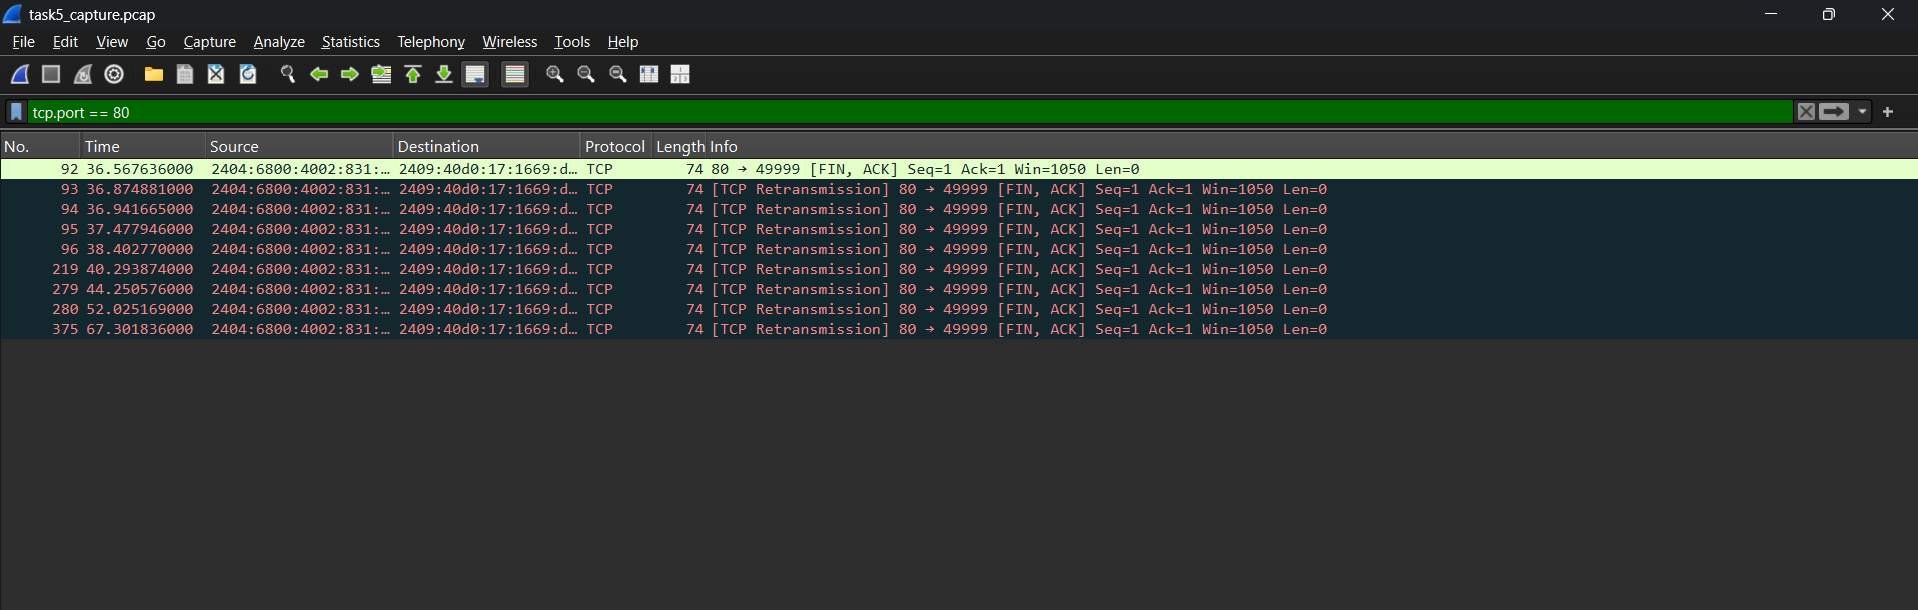 task5_capture.pcap
File Edit View Go Capture Analyze Statistics Telephony Wireless Tools Help
tcp.port == 80
No. Time Source Destination Protocol Length Info
92 36.567636000 2404:6800:4002:831:… 2409:40d0:17:1669:d… TCP 74 80 → 49999 [FIN, ACK] Seq=1 Ack=1 Win=1050 Len=0
93 36.874881000 2404:6800:4002:831:… 2409:40d0:17:1669:d… TCP 74 [TCP Retransmission] 80 → 49999 [FIN, ACK] Seq=1 Ack=1 Win=1050 Len=0
94 36.941665000 2404:6800:4002:831:… 2409:40d0:17:1669:d… TCP 74 [TCP Retransmission] 80 → 49999 [FIN, ACK] Seq=1 Ack=1 Win=1050 Len=0
95 37.477946000 2404:6800:4002:831:… 2409:40d0:17:1669:d… TCP 74 [TCP Retransmission] 80 → 49999 [FIN, ACK] Seq=1 Ack=1 Win=1050 Len=0
96 38.402770000 2404:6800:4002:831:… 2409:40d0:17:1669:d… TCP 74 [TCP Retransmission] 80 → 49999 [FIN, ACK] Seq=1 Ack=1 Win=1050 Len=0
219 40.293874000 2404:6800:4002:831:… 2409:40d0:17:1669:d… TCP 74 [TCP Retransmission] 80 → 49999 [FIN, ACK] Seq=1 Ack=1 Win=1050 Len=0
279 44.250576000 2404:6800:4002:831:… 2409:40d0:17:1669:d… TCP 74 [TCP Retransmission] 80 → 49999 [FIN, ACK] Seq=1 Ack=1 Win=1050 Len=0
280 52.025169000 2404:6800:4002:831:… 2409:40d0:17:1669:d… TCP 74 [TCP Retransmission] 80 → 49999 [FIN, ACK] Seq=1 Ack=1 Win=1050 Len=0
375 67.301836000 2404:6800:4002:831:… 2409:40d0:17:1669:d… TCP 74 [TCP Retransmission] 80 → 49999 [FIN, ACK] Seq=1 Ack=1 Win=1050 Len=0